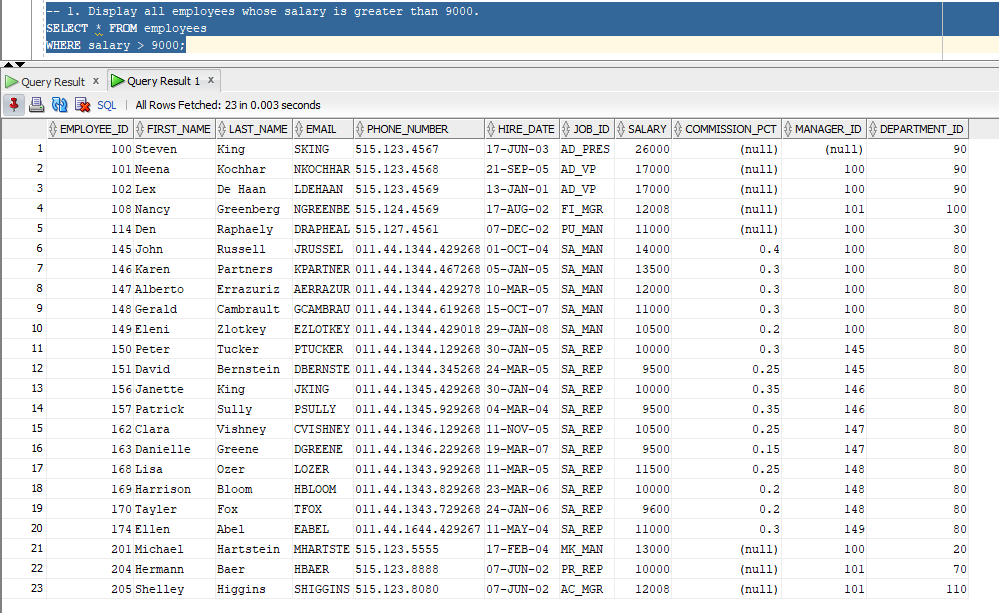 -- 1. Display all employees whose salary is greater than 9000.
SELECT * FROM employees
WHERE salary > 9000;
Query Result x Query Result 1 x
SQL | All Rows Fetched: 23 in 0.003 seconds
EMPLOYEE_ID FIRST_NAME LAST_NAME EMAIL PHONE_NUMBER HIRE_DATE JOB_ID SALARY COMMISSION_PCT MANAGER_ID DEPARTMENT_ID
1 100 Steven King SKING 515.123.4567 17-JUN-03 AD_PRES 26000 (null) (null) 90
2 101 Neena Kochhar NKOCHHAR 515.123.4568 21-SEP-05 AD_VP 17000 (null) 100 90
3 102 Lex De Haan LDEHAAN 515.123.4569 13-JAN-01 AD_VP 17000 (null) 100 90
4 108 Nancy Greenberg NGREENBE 515.124.4569 17-AUG-02 FI_MGR 12008 (null) 101 100
5 114 Den Raphaely DRAPHEAL 515.127.4561 07-DEC-02 PU_MAN 11000 (null) 100 30
6 145 John Russell JRUSSEL 011.44.1344.429268 01-OCT-04 SA_MAN 14000 0.4 100 80
7 146 Karen Partners KPARTNER 011.44.1344.467268 05-JAN-05 SA_MAN 13500 0.3 100 80
8 147 Alberto Errazuriz AERRAZUR 011.44.1344.429278 10-MAR-05 SA_MAN 12000 0.3 100 80
9 148 Gerald Cambrault GCAMBRAU 011.44.1344.619268 15-OCT-07 SA_MAN 11000 0.3 100 80
10 149 Eleni Zlotkey EZLOTKEY 011.44.1344.429018 29-JAN-08 SA_MAN 10500 0.2 100 80
11 150 Peter Tucker PTUCKER 011.44.1344.129268 30-JAN-05 SA_REP 10000 0.3 145 80
12 151 David Bernstein DBERNSTE 011.44.1344.345268 24-MAR-05 SA_REP 9500 0.25 145 80
13 156 Janette King JKING 011.44.1345.429268 30-JAN-04 SA_REP 10000 0.35 146 80
14 157 Patrick Sully PSULLY 011.44.1345.929268 04-MAR-04 SA_REP 9500 0.35 146 80
15 162 Clara Vishney CVISHNEY 011.44.1346.129268 11-NOV-05 SA_REP 10500 0.25 147 80
16 163 Danielle Greene DGREENE 011.44.1346.229268 19-MAR-07 SA_REP 9500 0.15 147 80
17 168 Lisa Ozer LOZER 011.44.1343.929268 11-MAR-05 SA_REP 11500 0.25 148 80
18 169 Harrison Bloom HBLOOM 011.44.1343.829268 23-MAR-06 SA_REP 10000 0.2 148 80
19 170 Tayler Fox TFOX 011.44.1343.729268 24-JAN-06 SA_REP 9600 0.2 148 80
20 174 Ellen Abel EABEL 011.44.1644.429267 11-MAY-04 SA_REP 11000 0.3 149 80
21 201 Michael Hartstein MHARTSTE 515.123.5555 17-FEB-04 MK_MAN 13000 (null) 100 20
22 204 Hermann Baer HBAER 515.123.8888 07-JUN-02 PR_REP 10000 (null) 101 70
23 205 Shelley Higgins SHIGGINS 515.123.8080 07-JUN-02 AC_MGR 12008 (null) 101 110